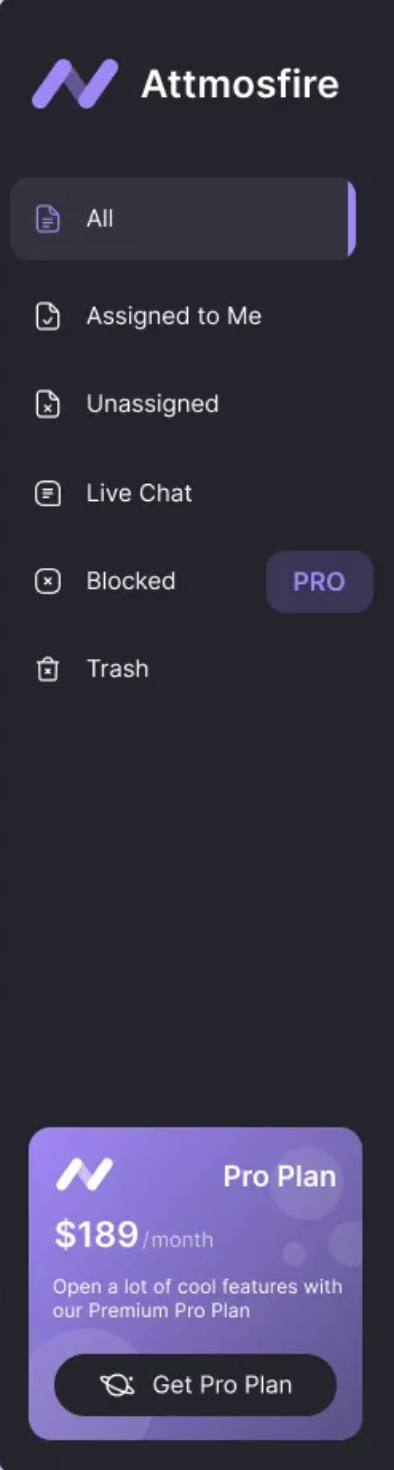 Attmosfire
All
Assigned to Me
Unassigned
Live Chat
Blocked
PRO
Trash
Pro Plan
$189/month
Open a lot of cool features with
our Premium Pro Plan
Get Pro Plan